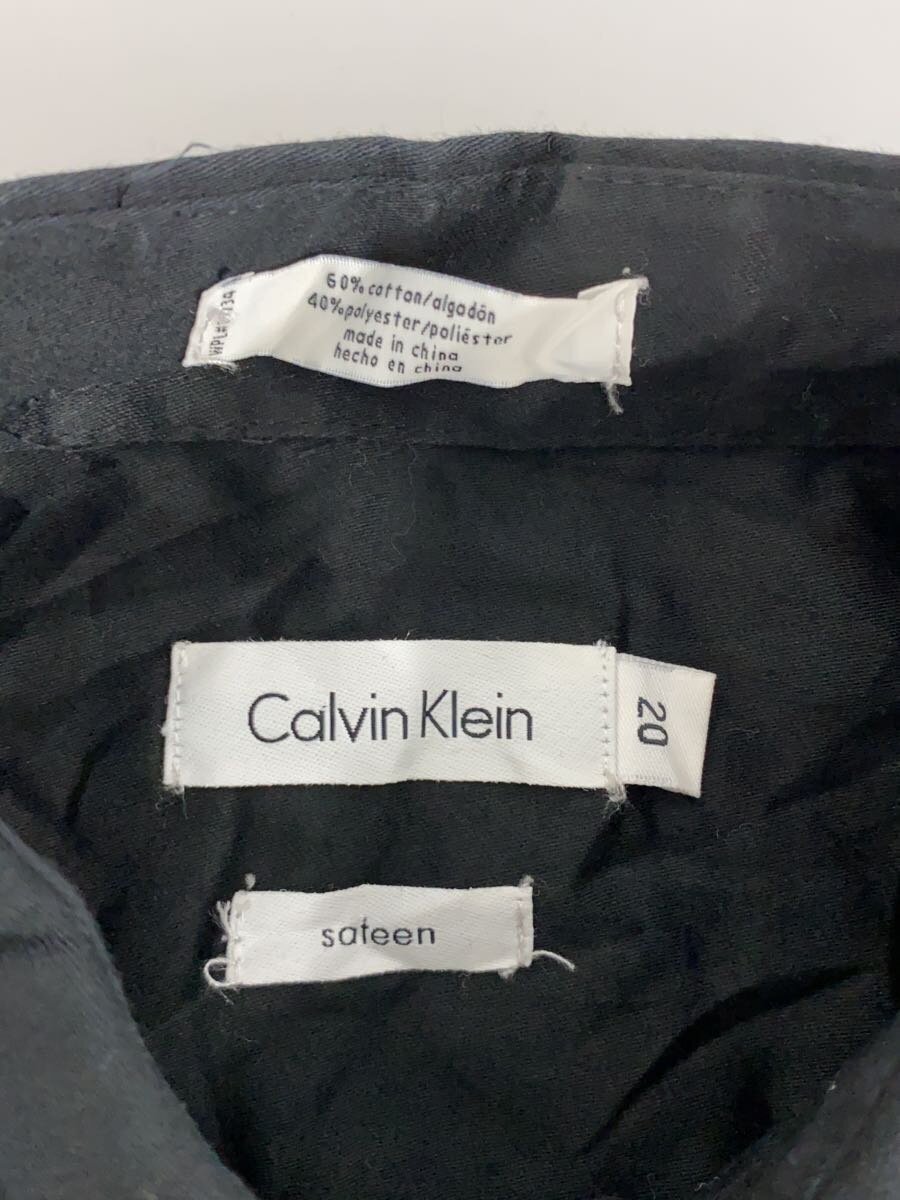 60% cotton/algodón
40% polyester/poliéster
made in china
hecho en china
Calvin Klein
20
sateen